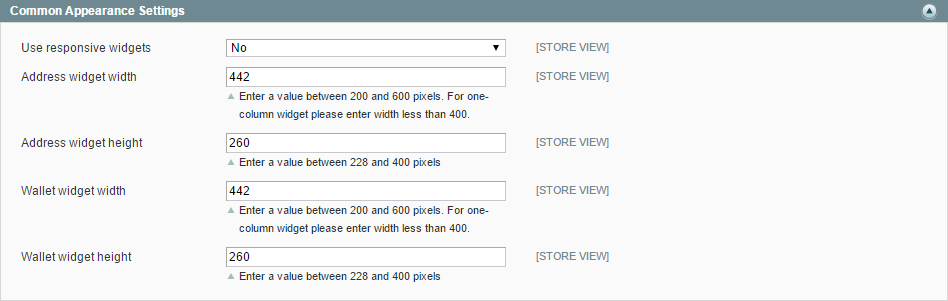 Common Appearance Settings
Use responsive widgets No [STORE VIEW]
Address widget width 442 [STORE VIEW]
Enter a value between 200 and 600 pixels. For one-
column widget please enter width less than 400.
Address widget height 260 [STORE VIEW]
Enter a value between 228 and 400 pixels
Wallet widget width 442 [STORE VIEW]
Enter a value between 200 and 600 pixels. For one-
column widget please enter width less than 400.
Wallet widget height 260 [STORE VIEW]
Enter a value between 228 and 400 pixels